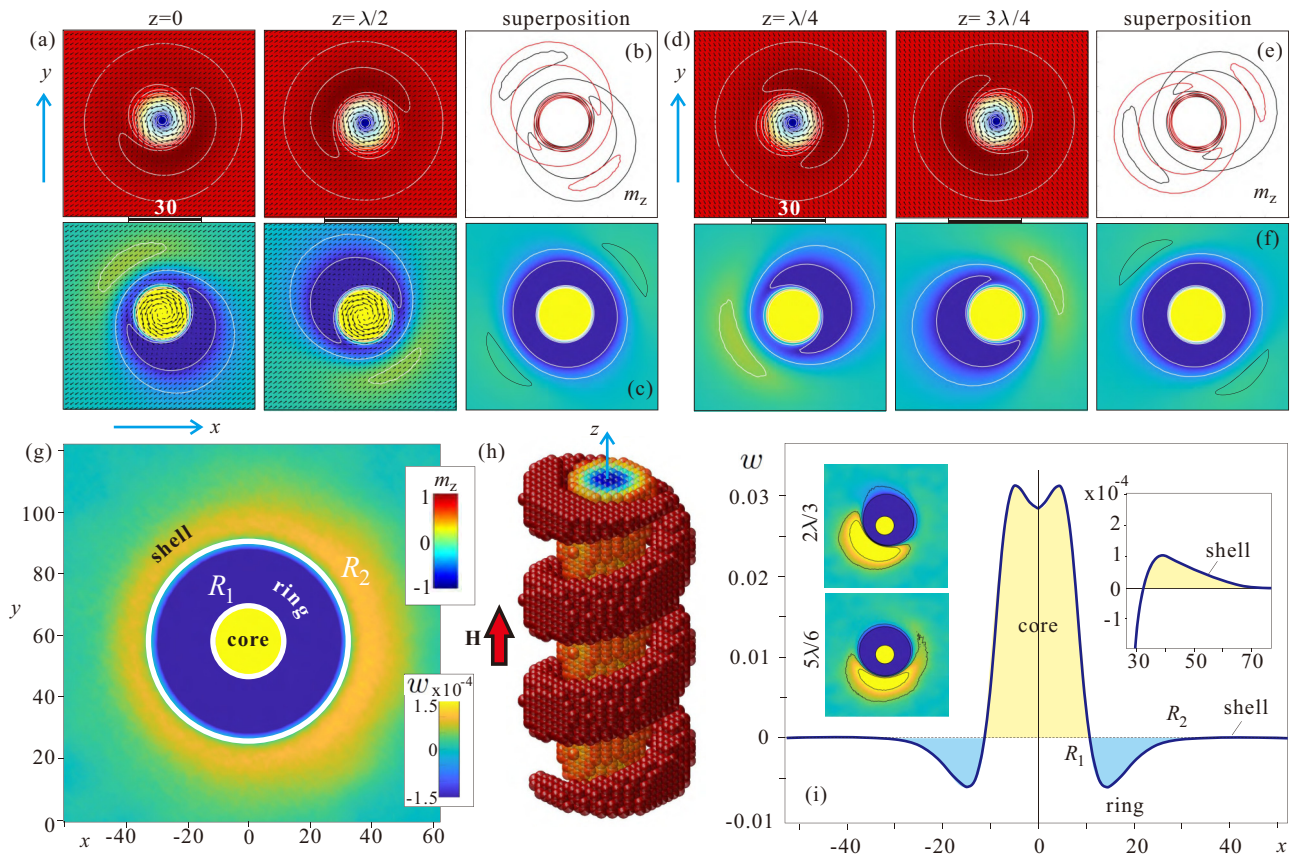 z=0
z=λ/2
superposition
z=λ/4
z=3λ/4
superposition
(a)
(b)
(d)
(e)
y
y
m_z
m_z
30
30
(c)
(f)
x
(g)
(h)
z
w
m_z
1
0
-1
shell
R_1
ring
R_2
core
100
80
60
40
20
0
y
w x10^-4
1.5
0
-1.5
x
-40
-20
0
20
40
60
H
0.03
0.02
0.01
0
-0.01
2λ/3
5λ/6
core
x10^-4
2
1
0
-1
shell
30
50
70
R_2
shell
R_1
(i)
ring
-40
-20
0
20
40
x